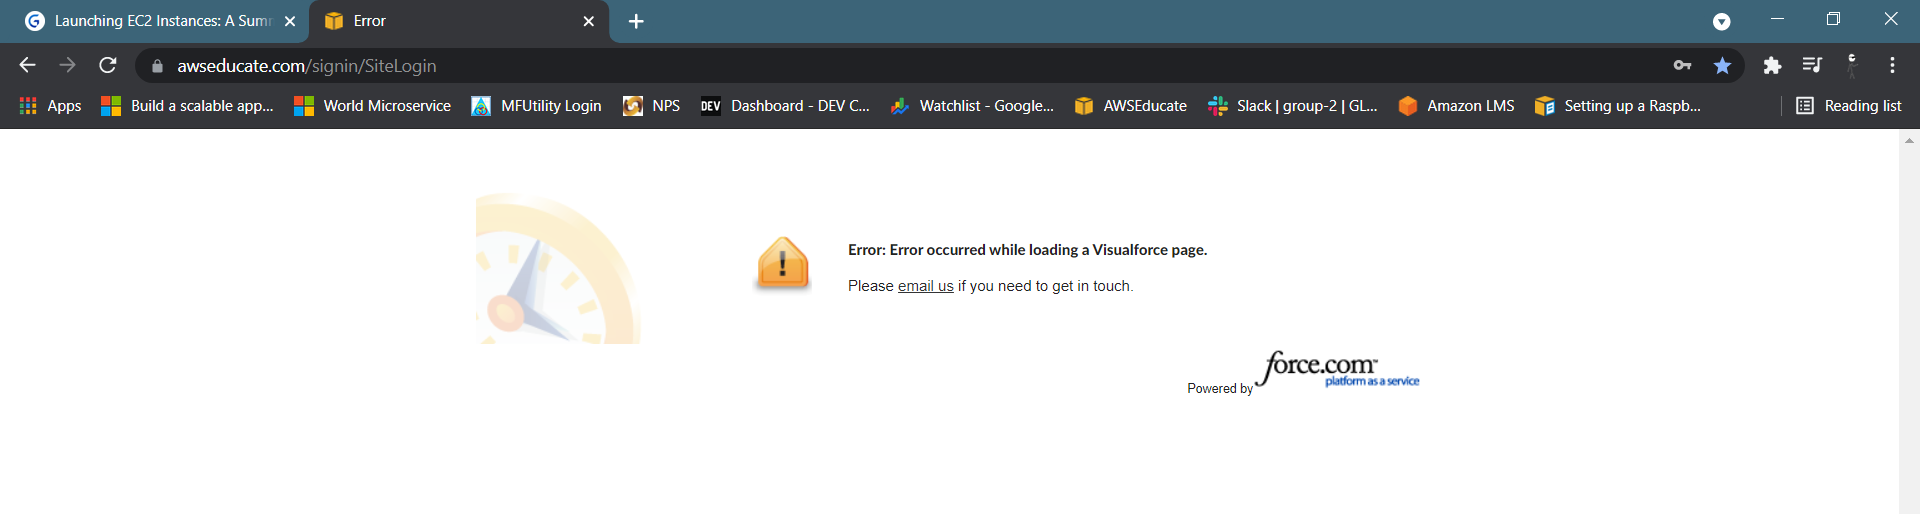 Launching EC2 Instances: A Sum
Error
awseducate.com/signin/SiteLogin
Apps
Build a scalable app...
World Microservice
MFUtility Login
NPS
DEV
Dashboard - DEV C...
Watchlist - Google...
AWSEducate
Slack | group-2 | GL...
Amazon LMS
Setting up a Raspb...
Reading list
Error: Error occurred while loading a Visualforce page.
Please email us if you need to get in touch.
Powered by force.com™
platform as a service